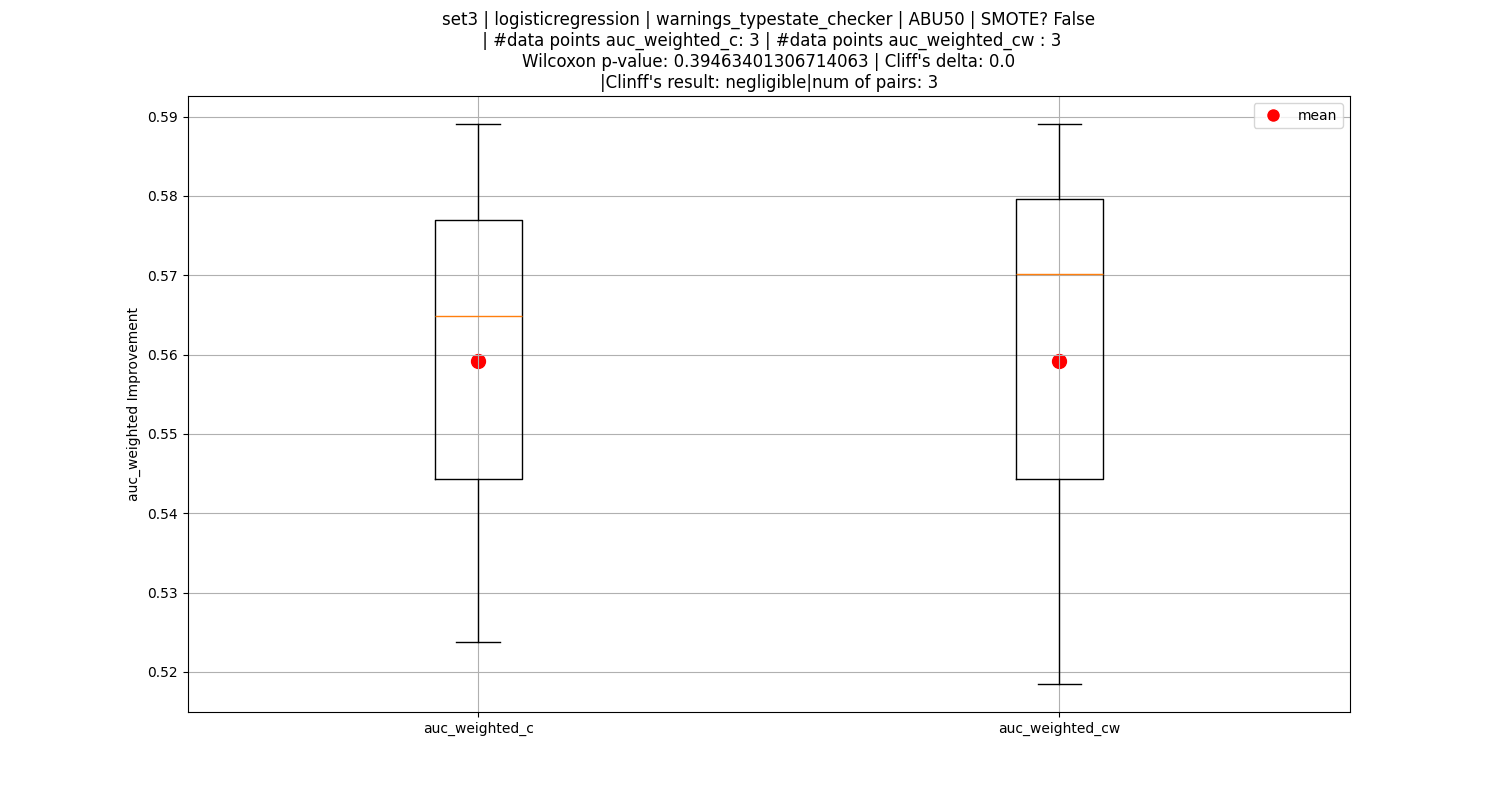 set3 | logisticregression | warnings_typestate_checker | ABU50 | SMOTE? False
| #data points auc_weighted_c: 3 | #data points auc_weighted_cw : 3
Wilcoxon p-value: 0.39463401306714063 | Cliff's delta: 0.0
|Clinff's result: negligible|num of pairs: 3
mean
0.59
0.58
0.57
0.56
0.55
0.54
0.53
0.52
auc_weighted Improvement
auc_weighted_c
auc_weighted_cw